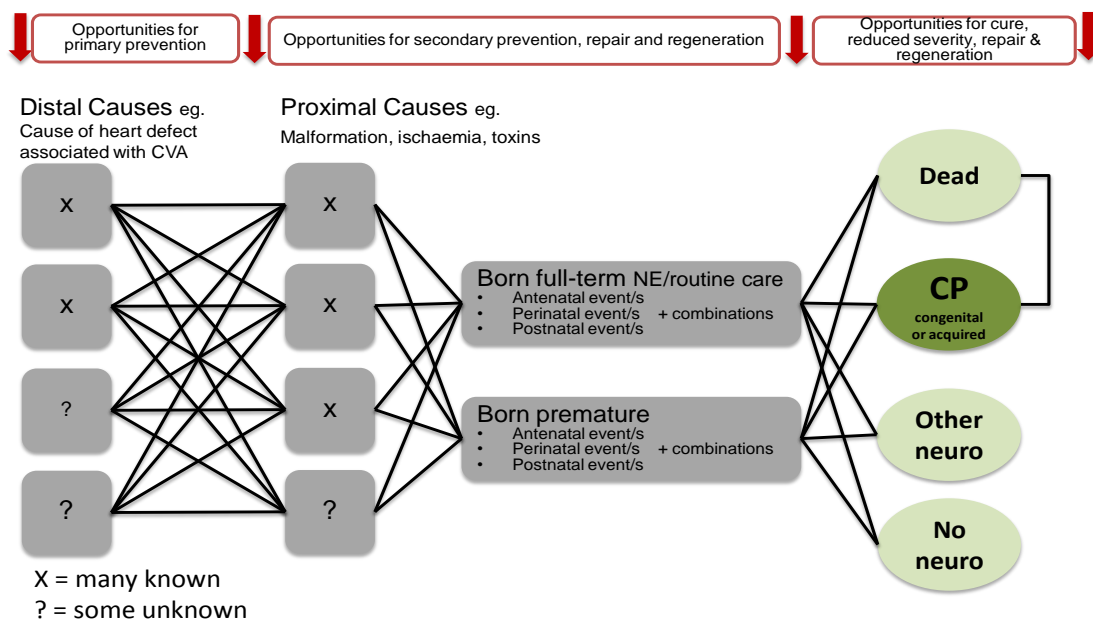 Opportunities for
primary prevention
Opportunities for secondary prevention, repair and regeneration
Opportunities for cure,
reduced severity, repair &
regeneration
Distal Causes eg.
Cause of heart defect
associated with CVA
Proximal Causes eg.
Malformation, ischaemia, toxins
x
x
?
?
x
x
x
?
Born full-term NE/routine care
• Antenatal event/s
• Perinatal event/s + combinations
• Postnatal event/s
Born premature
• Antenatal event/s
• Perinatal event/s + combinations
• Postnatal event/s
Dead
CP
congenital
or acquired
Other
neuro
No
neuro
X = many known
? = some unknown